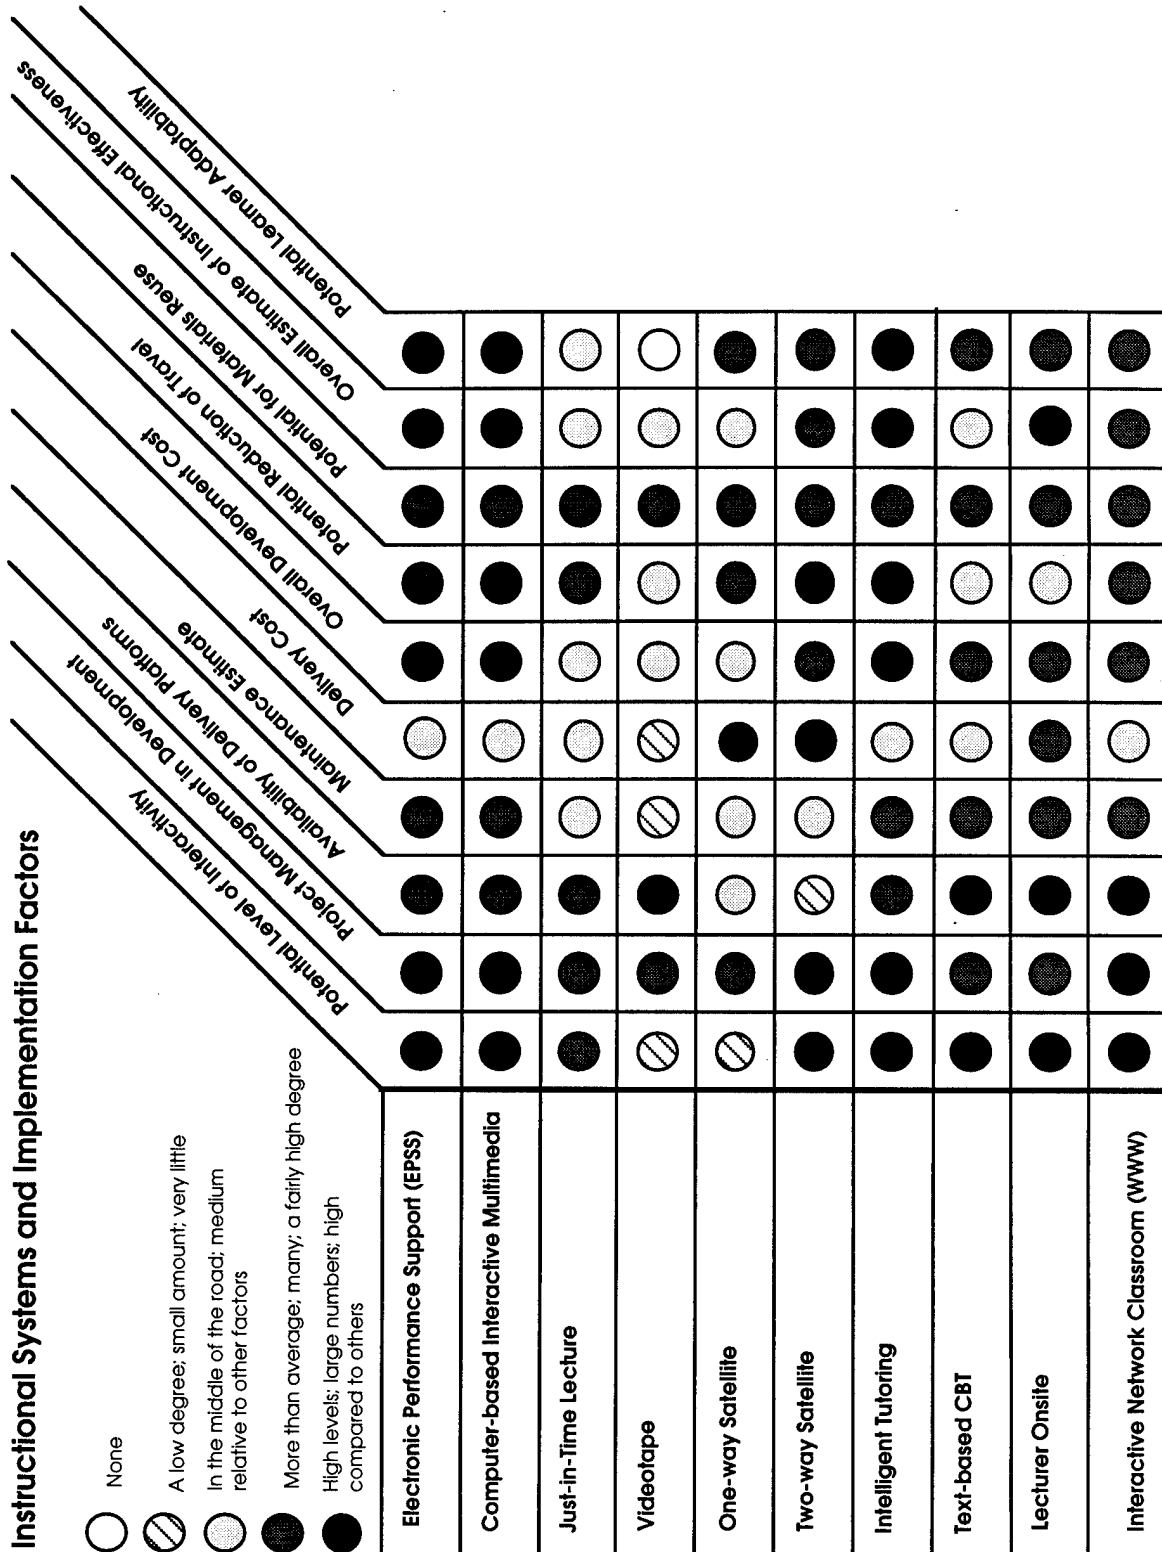 Instructional Systems and Implementation Factors
None
A low degree; small amount; very little
In the middle of the road; medium
relative to other factors
More than average; many; a fairly high degree
High levels; large numbers; high
compared to others
Potential Level of Interactivity
Project Management in Development
Availability of Delivery Platforms
Maintenance Estimate
Delivery Cost
Overall Development Cost
Potential Reduction of Travel
Potential for Materials Reuse
Overall Estimate of Instructional Effectiveness
Potential Learner Adaptability
Electronic Performance Support (EPSS)
Computer-based Interactive Multimedia
Just-in-Time Lecture
Videotape
One-way Satellite
Two-way Satellite
Intelligent Tutoring
Text-based CBT
Lecturer Onsite
Interactive Network Classroom (WWW)